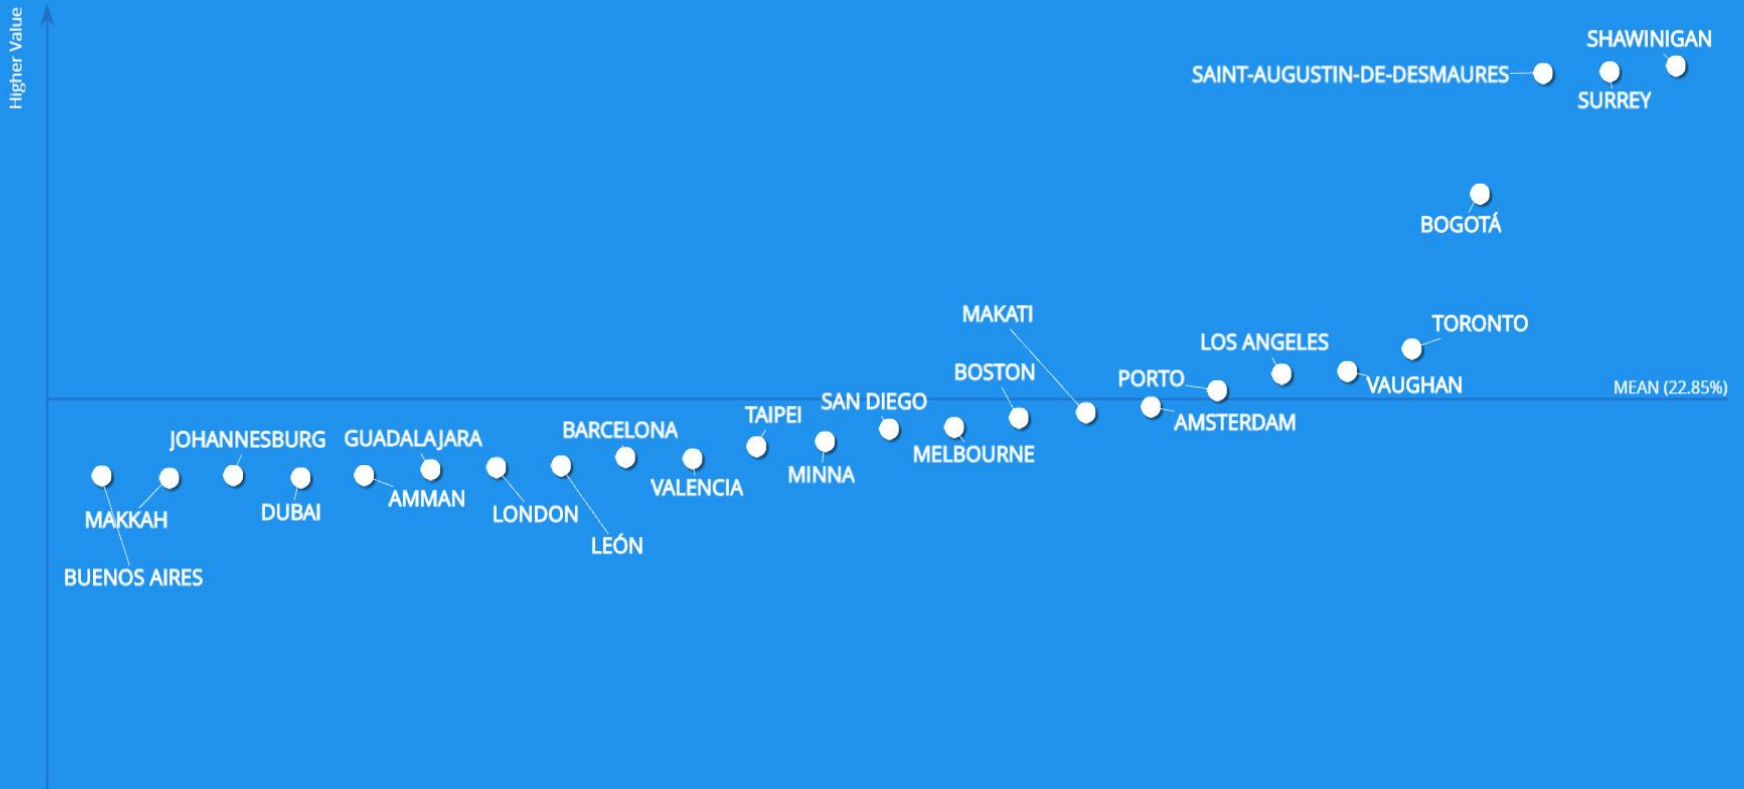 Higher Value
SHAWINIGAN
SAINT-AUGUSTIN-DE-DESMAURES
SURREY
BOGOTÁ
MAKATI
TORONTO
LOS ANGELES
BOSTON
PORTO
VAUGHAN
MEAN (22.85%)
SAN DIEGO
TAIPEI
AMSTERDAM
BARCELONA
JOHANNESBURG
GUADALAJARA
MELBOURNE
MINNA
VALENCIA
AMMAN
DUBAI
LONDON
MAKKAH
LEÓN
BUENOS AIRES